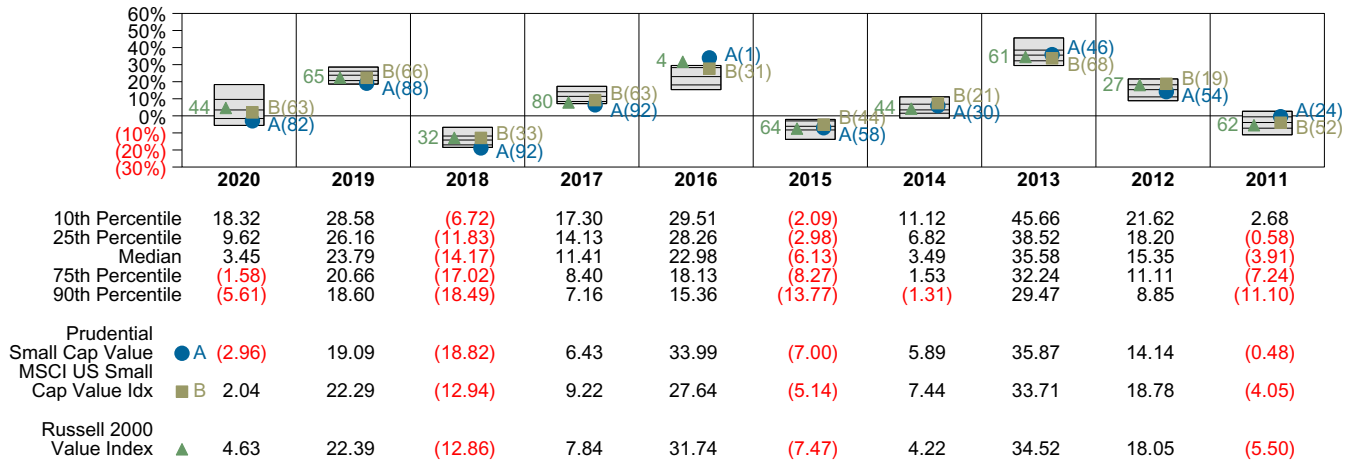 60%
50%
40%
30%
20%
10%
0%
(10%)
(20%)
(30%)
44 B(63) A(82)
65 B(66) A(88)
32 B(33) A(92)
80 B(63) A(92)
4 A(1) B(31)
64 B(44) A(58)
44 B(21) A(30)
61 A(46) B(68)
27 B(19) A(54)
62 A(24) B(52)
2020 2019 2018 2017 2016 2015 2014 2013 2012 2011
10th Percentile 18.32 28.58 (6.72) 17.30 29.51 (2.09) 11.12 45.66 21.62 2.68
25th Percentile 9.62 26.16 (11.83) 14.13 28.26 (2.98) 6.82 38.52 18.20 (0.58)
Median 3.45 23.79 (14.17) 11.41 22.98 (6.13) 3.49 35.58 15.35 (3.91)
75th Percentile (1.58) 20.66 (17.02) 8.40 18.13 (8.27) 1.53 32.24 11.11 (7.24)
90th Percentile (5.61) 18.60 (18.49) 7.16 15.36 (13.77) (1.31) 29.47 8.85 (11.10)
Prudential
Small Cap Value A (2.96) 19.09 (18.82) 6.43 33.99 (7.00) 5.89 35.87 14.14 (0.48)
MSCI US Small
Cap Value Idx B 2.04 22.29 (12.94) 9.22 27.64 (5.14) 7.44 33.71 18.78 (4.05)
Russell 2000
Value Index 4.63 22.39 (12.86) 7.84 31.74 (7.47) 4.22 34.52 18.05 (5.50)